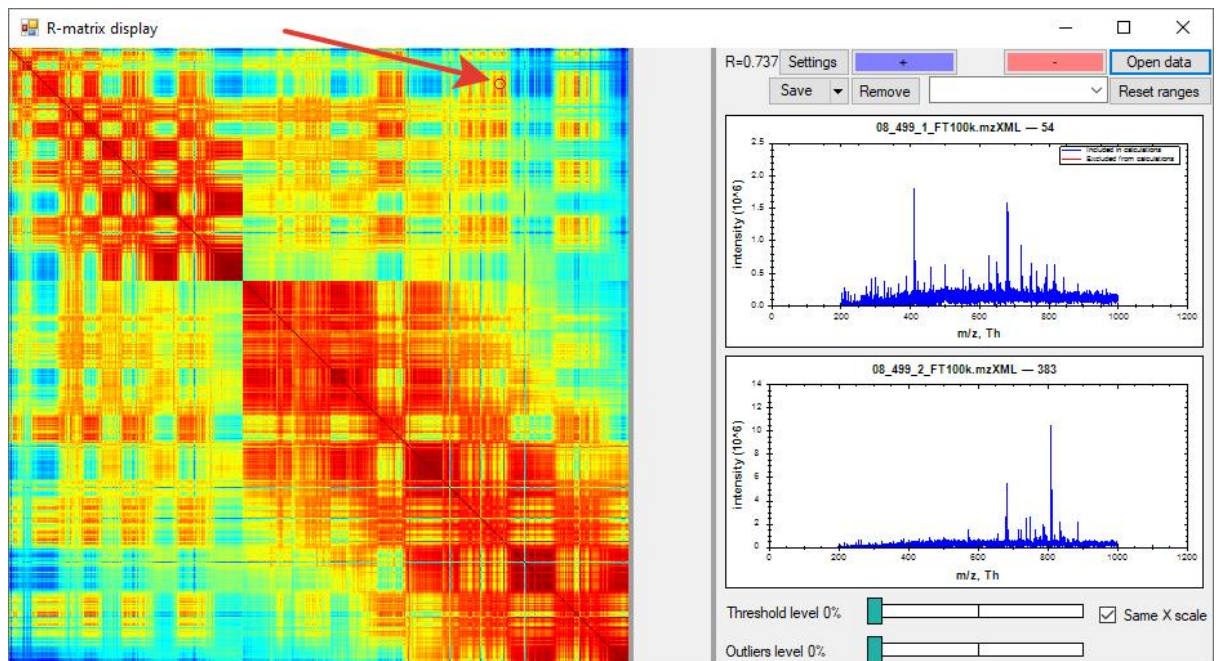 R-matrix display
R=0.737 Settings + - Open data
Save Remove Reset ranges
08_499_1_FT100k.mzXML — 54
Included in calculations
Excluded from calculations
2.5
2.0
1.5
1.0
0.5
0.0
intensity (10^6)
0 200 400 600 800 1000 1200
m/z, Th
08_499_2_FT100k.mzXML — 383
14
12
10
8
6
4
2
0
intensity (10^6)
0 200 400 600 800 1000 1200
m/z, Th
Threshold level 0% Same X scale
Outliers level 0%